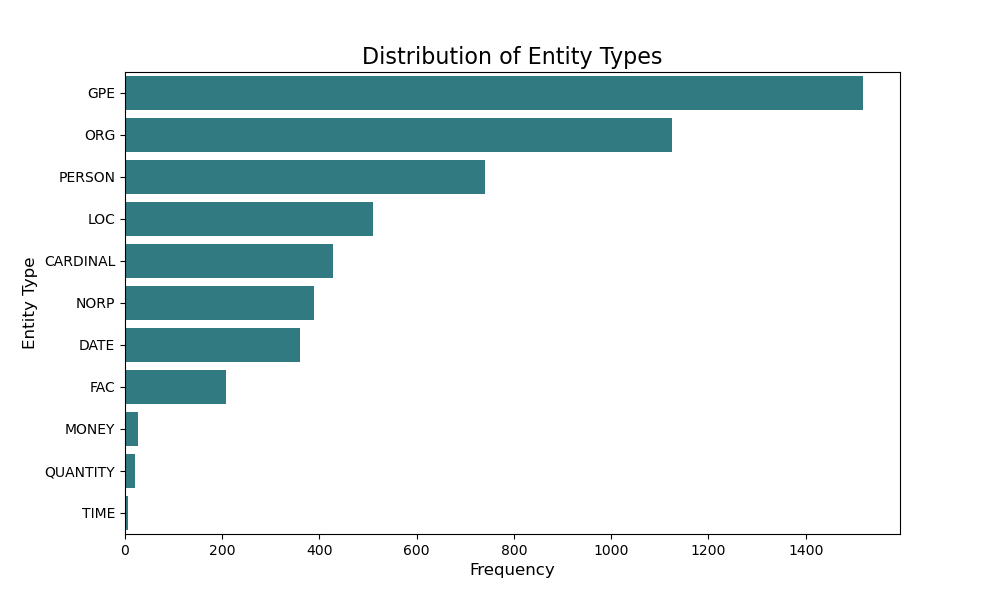 Distribution of Entity Types
Entity Type
GPE
ORG
PERSON
LOC
CARDINAL
NORP
DATE
FAC
MONEY
QUANTITY
TIME
0 200 400 600 800 1000 1200 1400
Frequency